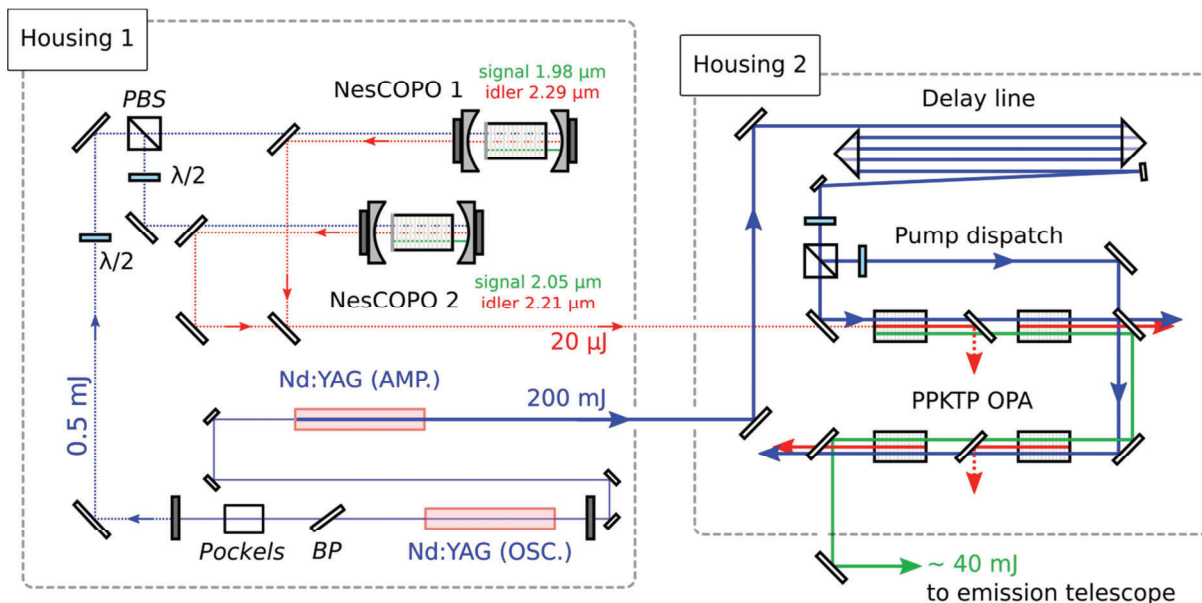 Housing 1
PBS
λ/2
λ/2
NesCOPO 1
signal 1.98 μm
idler 2.29 μm
NesCOPO 2
signal 2.05 μm
idler 2.21 μm
20 μJ
0.5 mJ
Nd:YAG (AMP.)
200 mJ
Pockels
BP
Nd:YAG (OSC.)
Housing 2
Delay line
Pump dispatch
PPKTP OPA
~ 40 mJ
to emission telescope